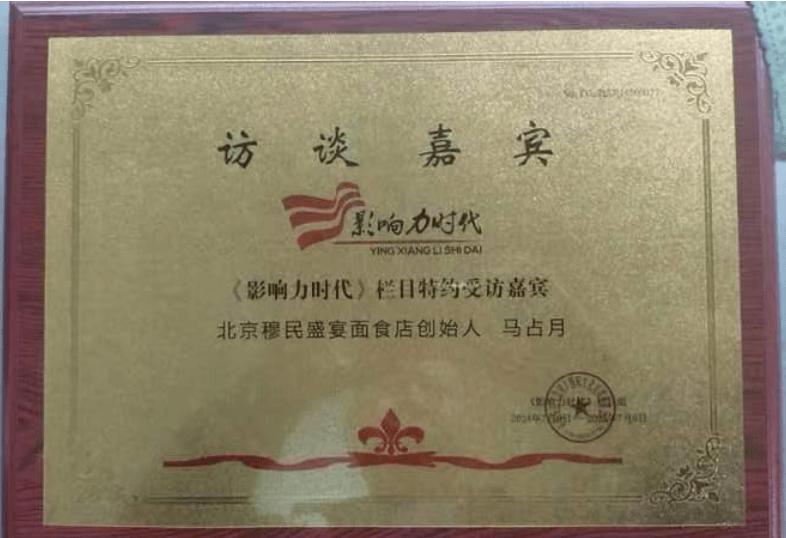 访谈嘉宾
影响力时代
YING XIANG LI SHI DAI
《影响力时代》栏目特约受访嘉宾
北京穆民盛宴面食店创始人 马占月